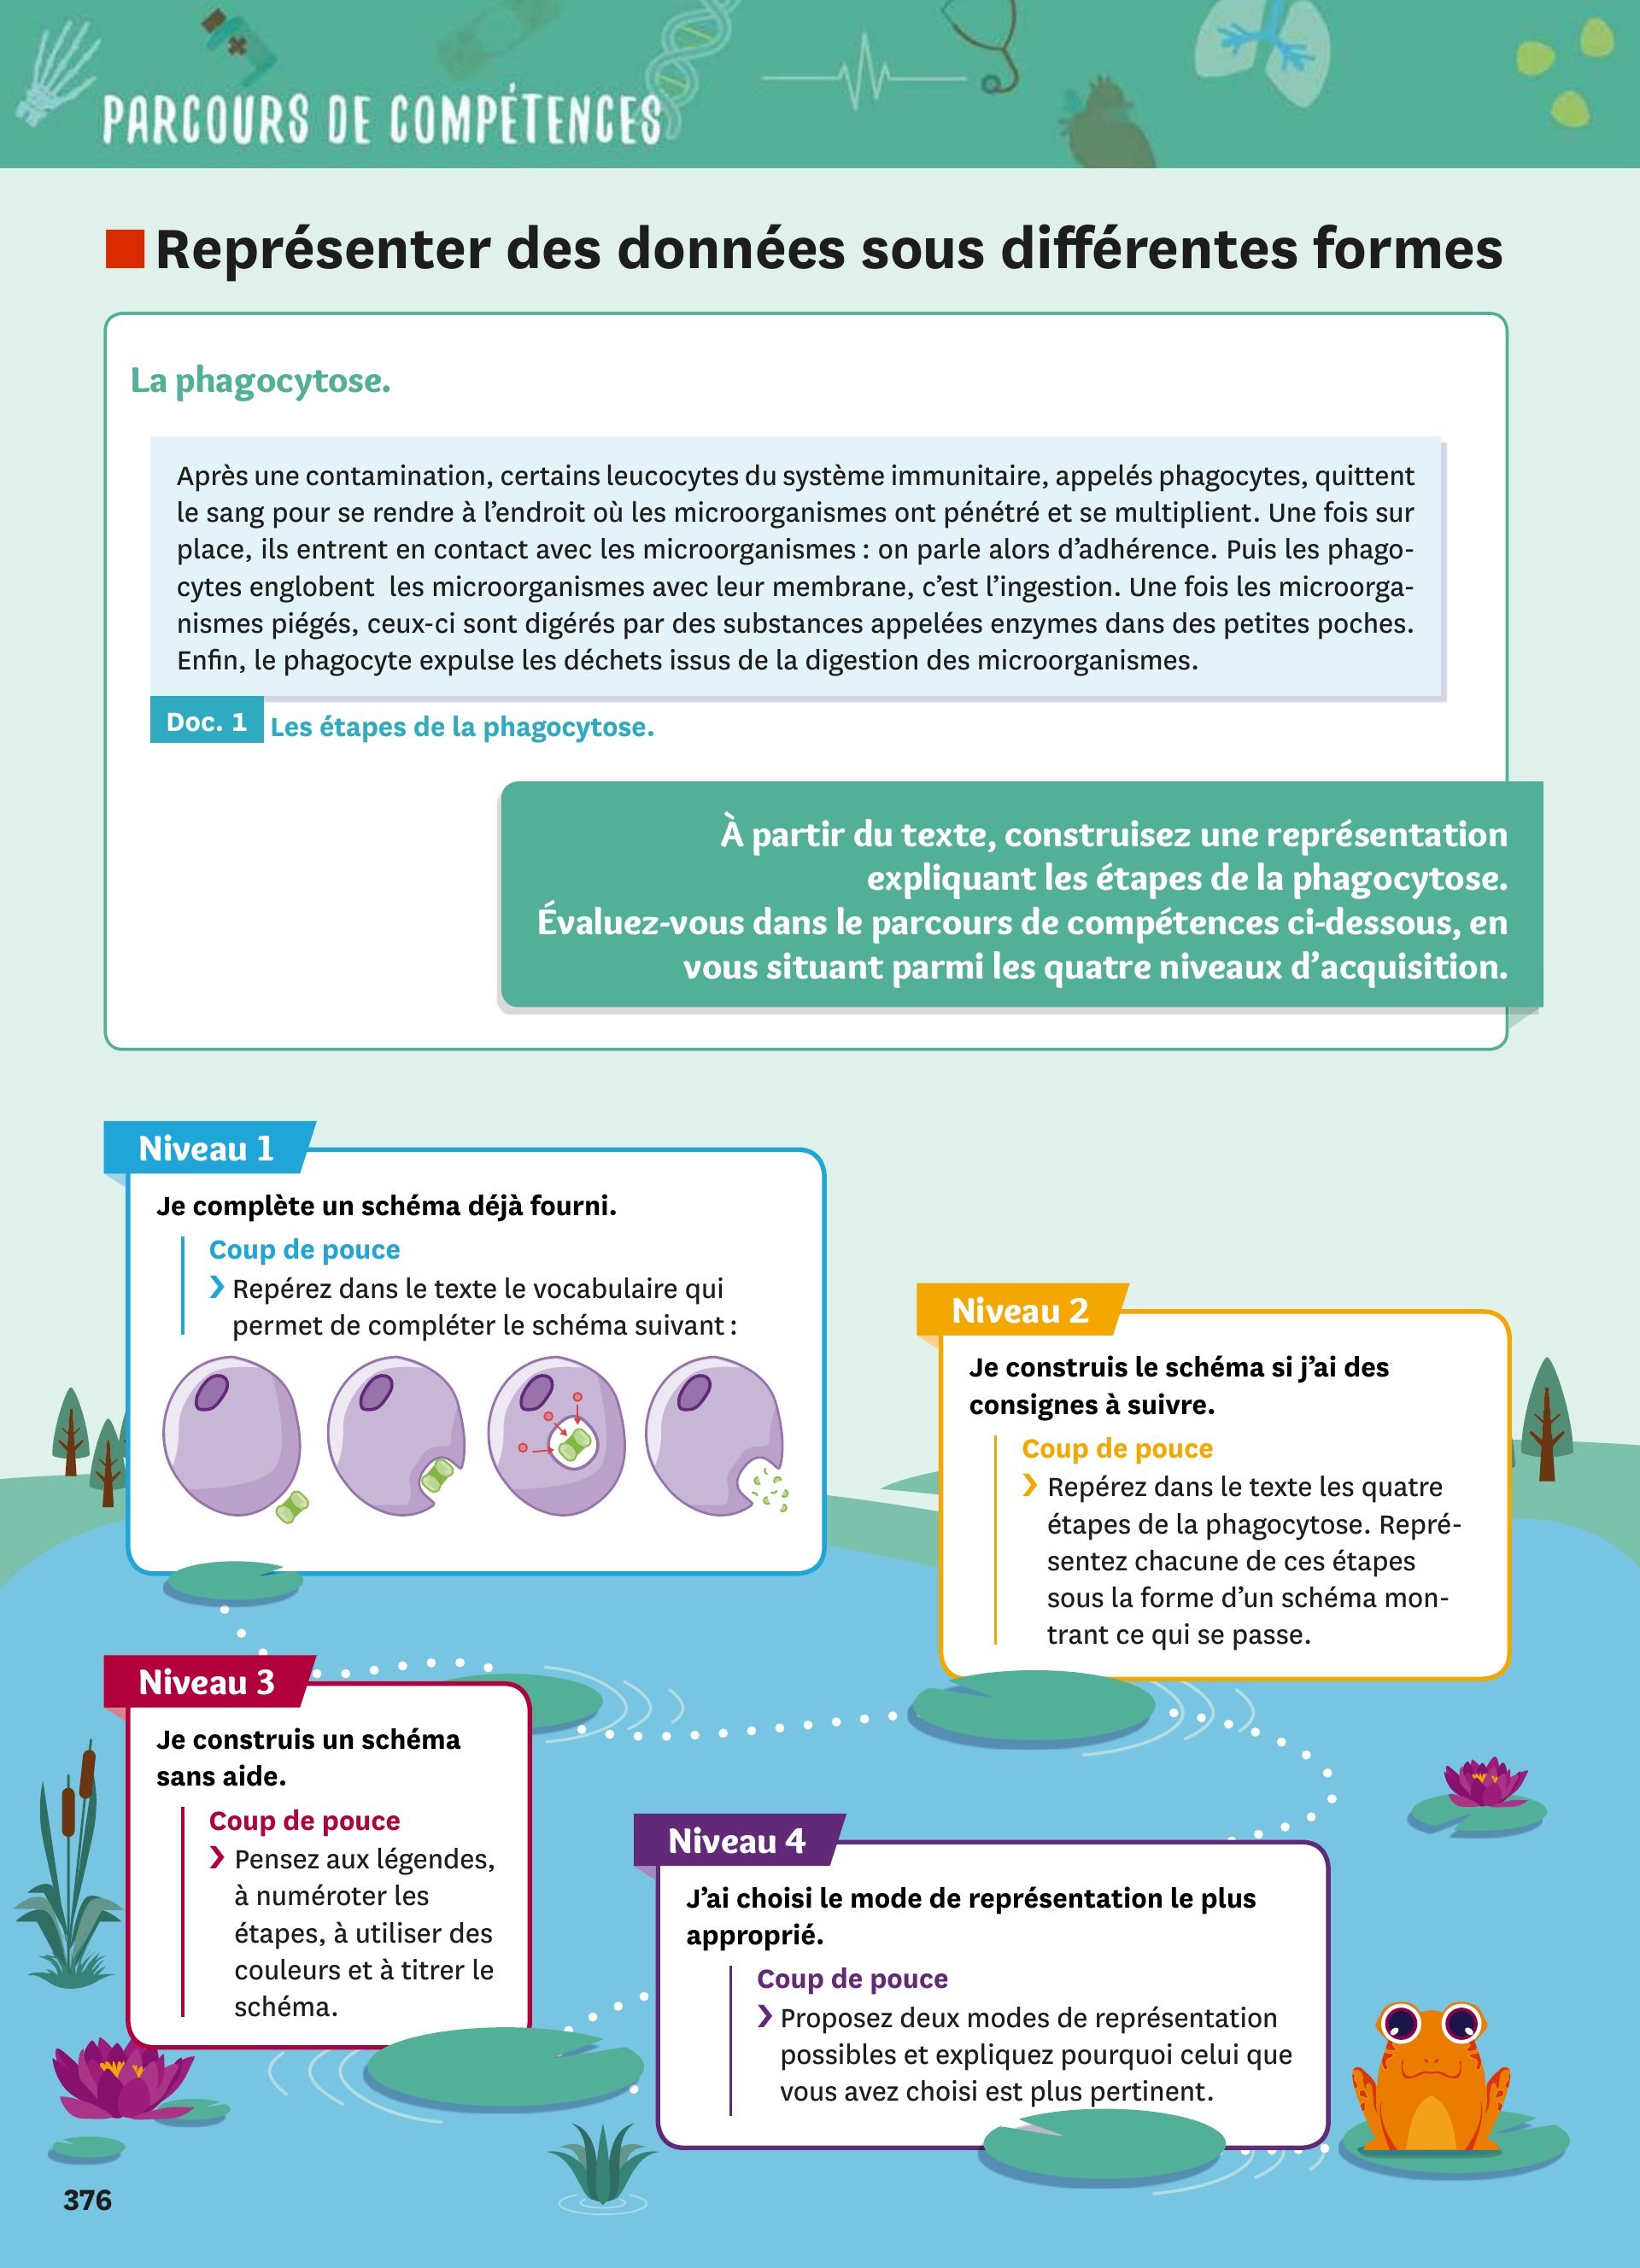 PARCOURS DE COMPÉTENCES
Représenter des données sous différentes formes
La phagocytose.
Après une contamination, certains leucocytes du système immunitaire, appelés phagocytes, quittent
le sang pour se rendre à l’endroit où les microorganismes ont pénétré et se multiplient. Une fois sur
place, ils entrent en contact avec les microorganismes : on parle alors d’adhérence. Puis les phago-
cytes englobent les microorganismes avec leur membrane, c’est l’ingestion. Une fois les microorga-
nismes piégés, ceux-ci sont digérés par des substances appelées enzymes dans des petites poches.
Enfin, le phagocyte expulse les déchets issus de la digestion des microorganismes.
Doc. 1 Les étapes de la phagocytose.
À partir du texte, construisez une représentation
expliquant les étapes de la phagocytose.
Évaluez-vous dans le parcours de compétences ci-dessous, en
vous situant parmi les quatre niveaux d’acquisition.
Niveau 1
Je complète un schéma déjà fourni.
Coup de pouce
❯ Repérez dans le texte le vocabulaire qui
permet de compléter le schéma suivant :
Niveau 2
Je construis le schéma si j’ai des
consignes à suivre.
Coup de pouce
❯ Repérez dans le texte les quatre
étapes de la phagocytose. Repré-
sentez chacune de ces étapes
sous la forme d’un schéma mon-
trant ce qui se passe.
Niveau 3
Je construis un schéma
sans aide.
Coup de pouce
❯ Pensez aux légendes,
à numéroter les
étapes, à utiliser des
couleurs et à titrer le
schéma.
Niveau 4
J’ai choisi le mode de représentation le plus
approprié.
Coup de pouce
❯ Proposez deux modes de représentation
possibles et expliquez pourquoi celui que
vous avez choisi est plus pertinent.
376